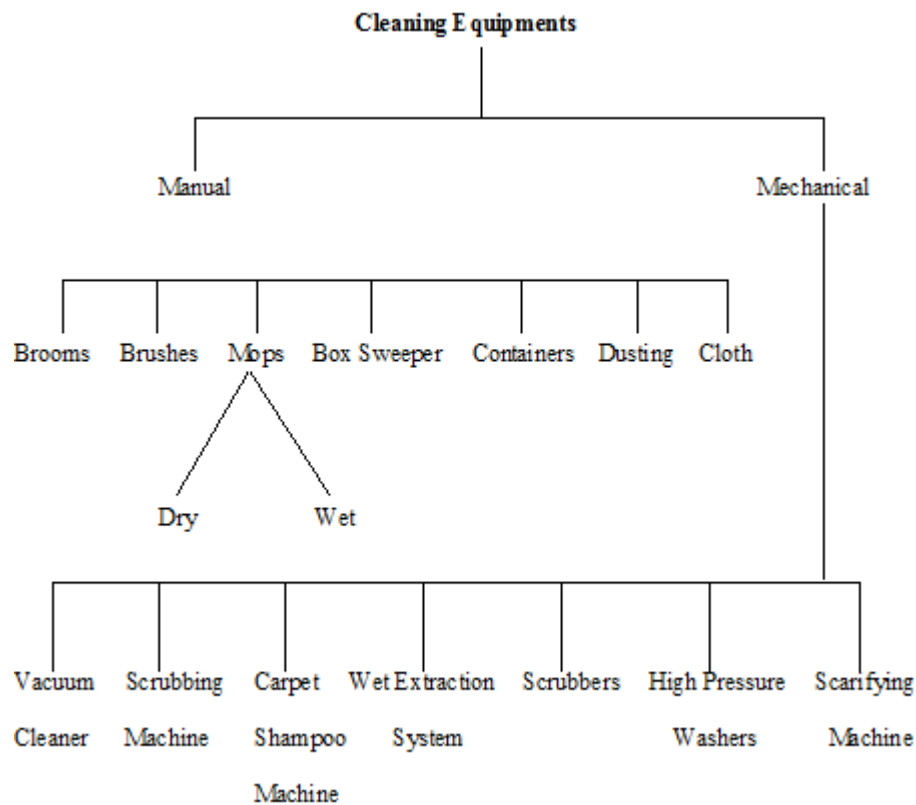 Cleaning Equipments
Manual Mechanical
Brooms Brushes Mops Box Sweeper Containers Dusting Cloth
Dry Wet
Vacuum Scrubbing Carpet Wet Extraction Scrubbers High Pressure Scarifying
Cleaner Machine Shampoo System Washers Machine
Machine